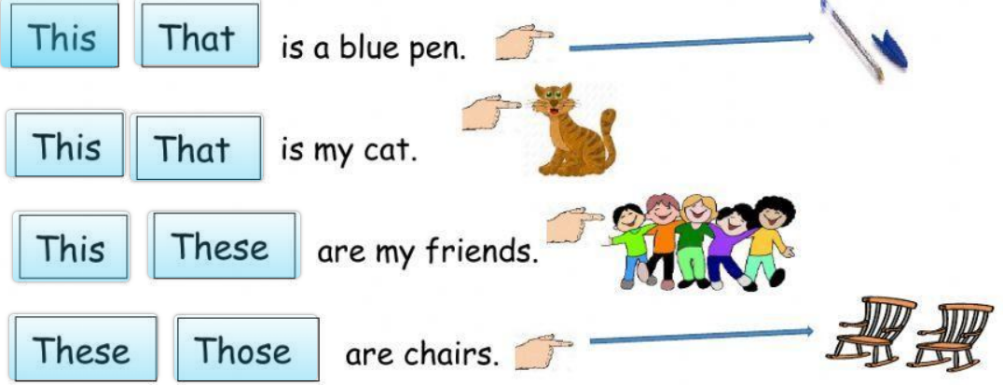 This That is a blue pen.
This That is my cat.
This These are my friends.
These Those are chairs.